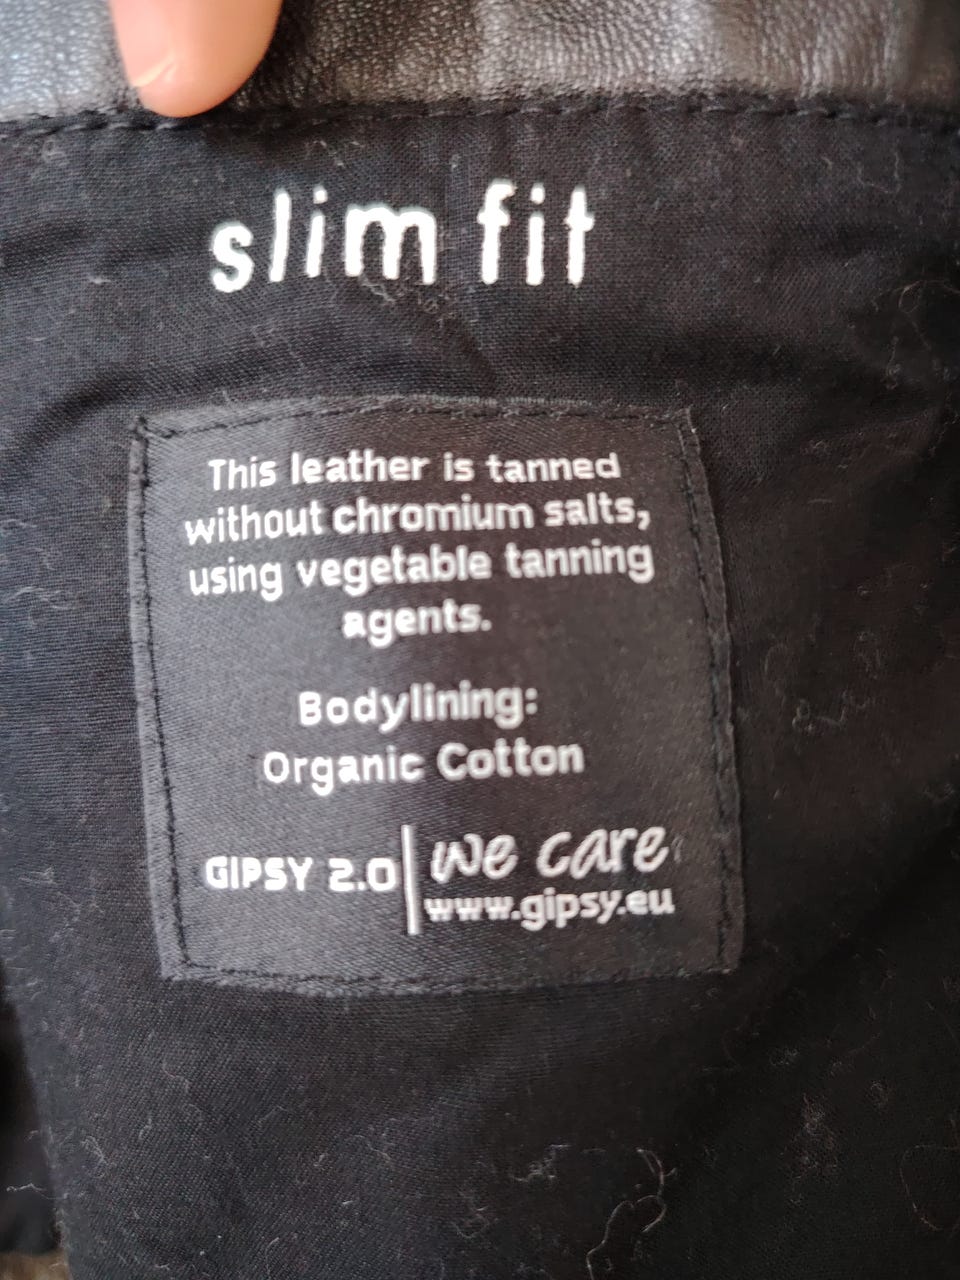 slim fit
This leather is tanned
without chromium salts,
using vegetable tanning
agents.
Bodylining:
Organic Cotton
GIPSY 2.0 | we care
www.gipsy.eu